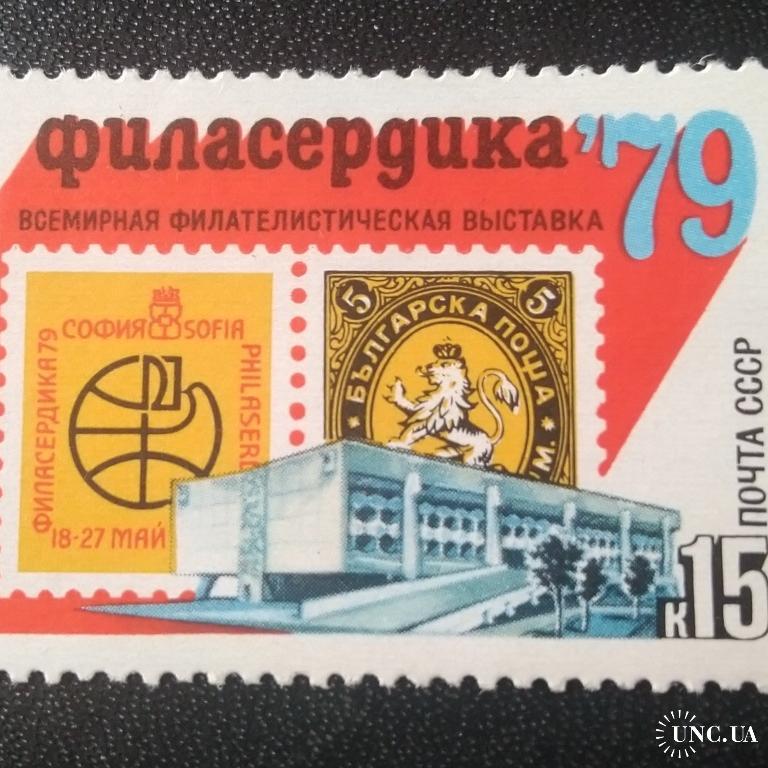 филасердика '79
ВСЕМИРНАЯ ФИЛАТЕЛИСТИЧЕСКАЯ ВЫСТАВКА
СОФИЯ SOFIA
ФИЛАСЕРДИКА 79
18-27 МАЙ
5 5
БЪЛГАРСКА ПОЩА
ПОЧТА СССР
к 15
UNC.UA